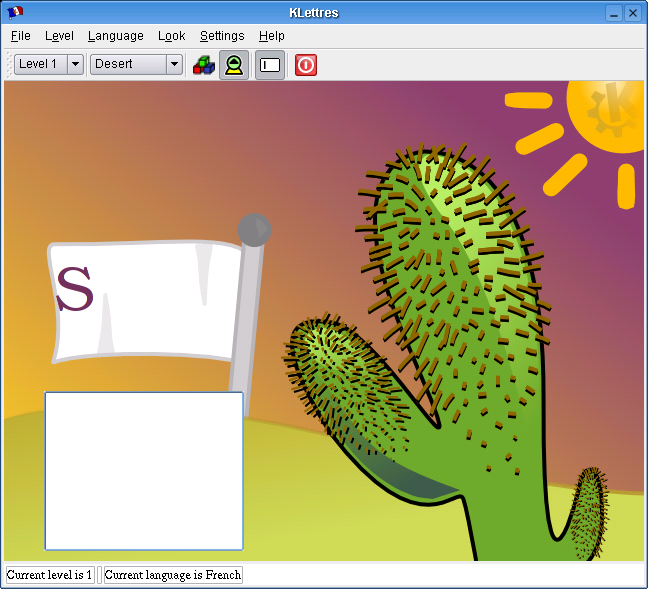 KLettres
File Level Language Look Settings Help
Level 1 Desert
S
Current level is 1 Current language is French